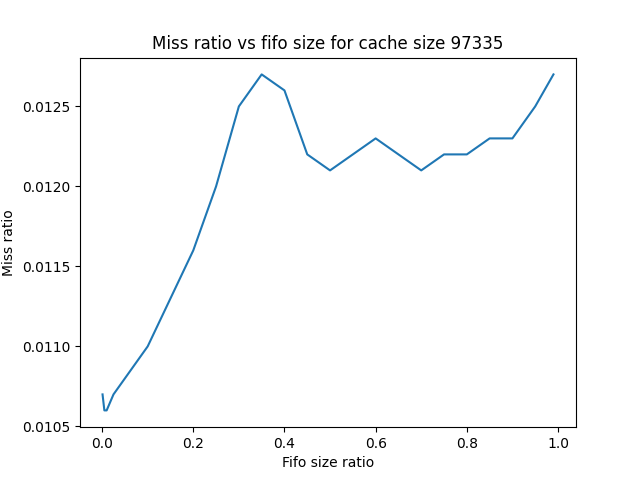 Miss ratio vs fifo size for cache size 97335
0.0125
0.0120
0.0115
0.0110
0.0105
Miss ratio
0.0 0.2 0.4 0.6 0.8 1.0
Fifo size ratio